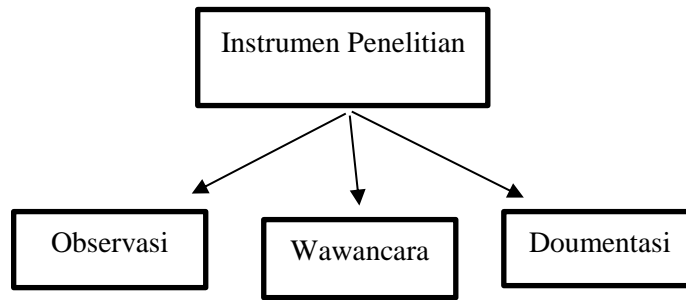 Instrumen Penelitian
Observasi
Wawancara
Doumentasi